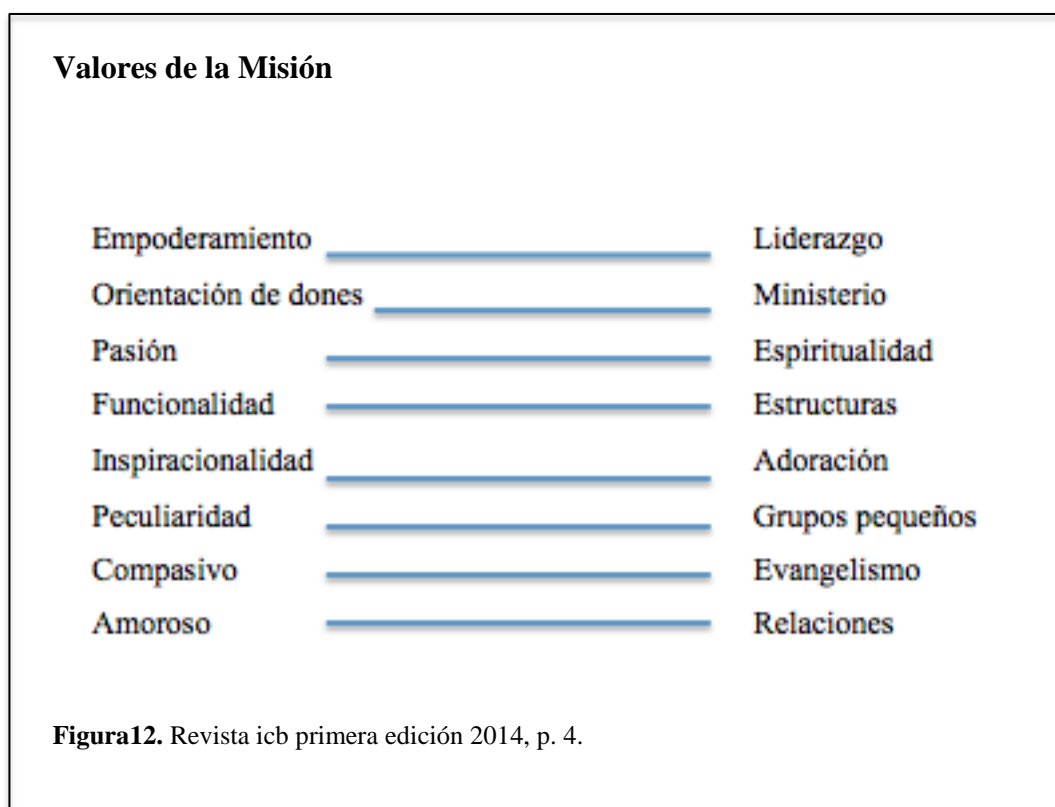 Valores de la Misión
Empoderamiento Liderazgo
Orientación de dones Ministerio
Pasión Espiritualidad
Funcionalidad Estructuras
Inspiracionalidad Adoración
Peculiaridad Grupos pequeños
Compasivo Evangelismo
Amoroso Relaciones
Figura12. Revista icb primera edición 2014, p. 4.